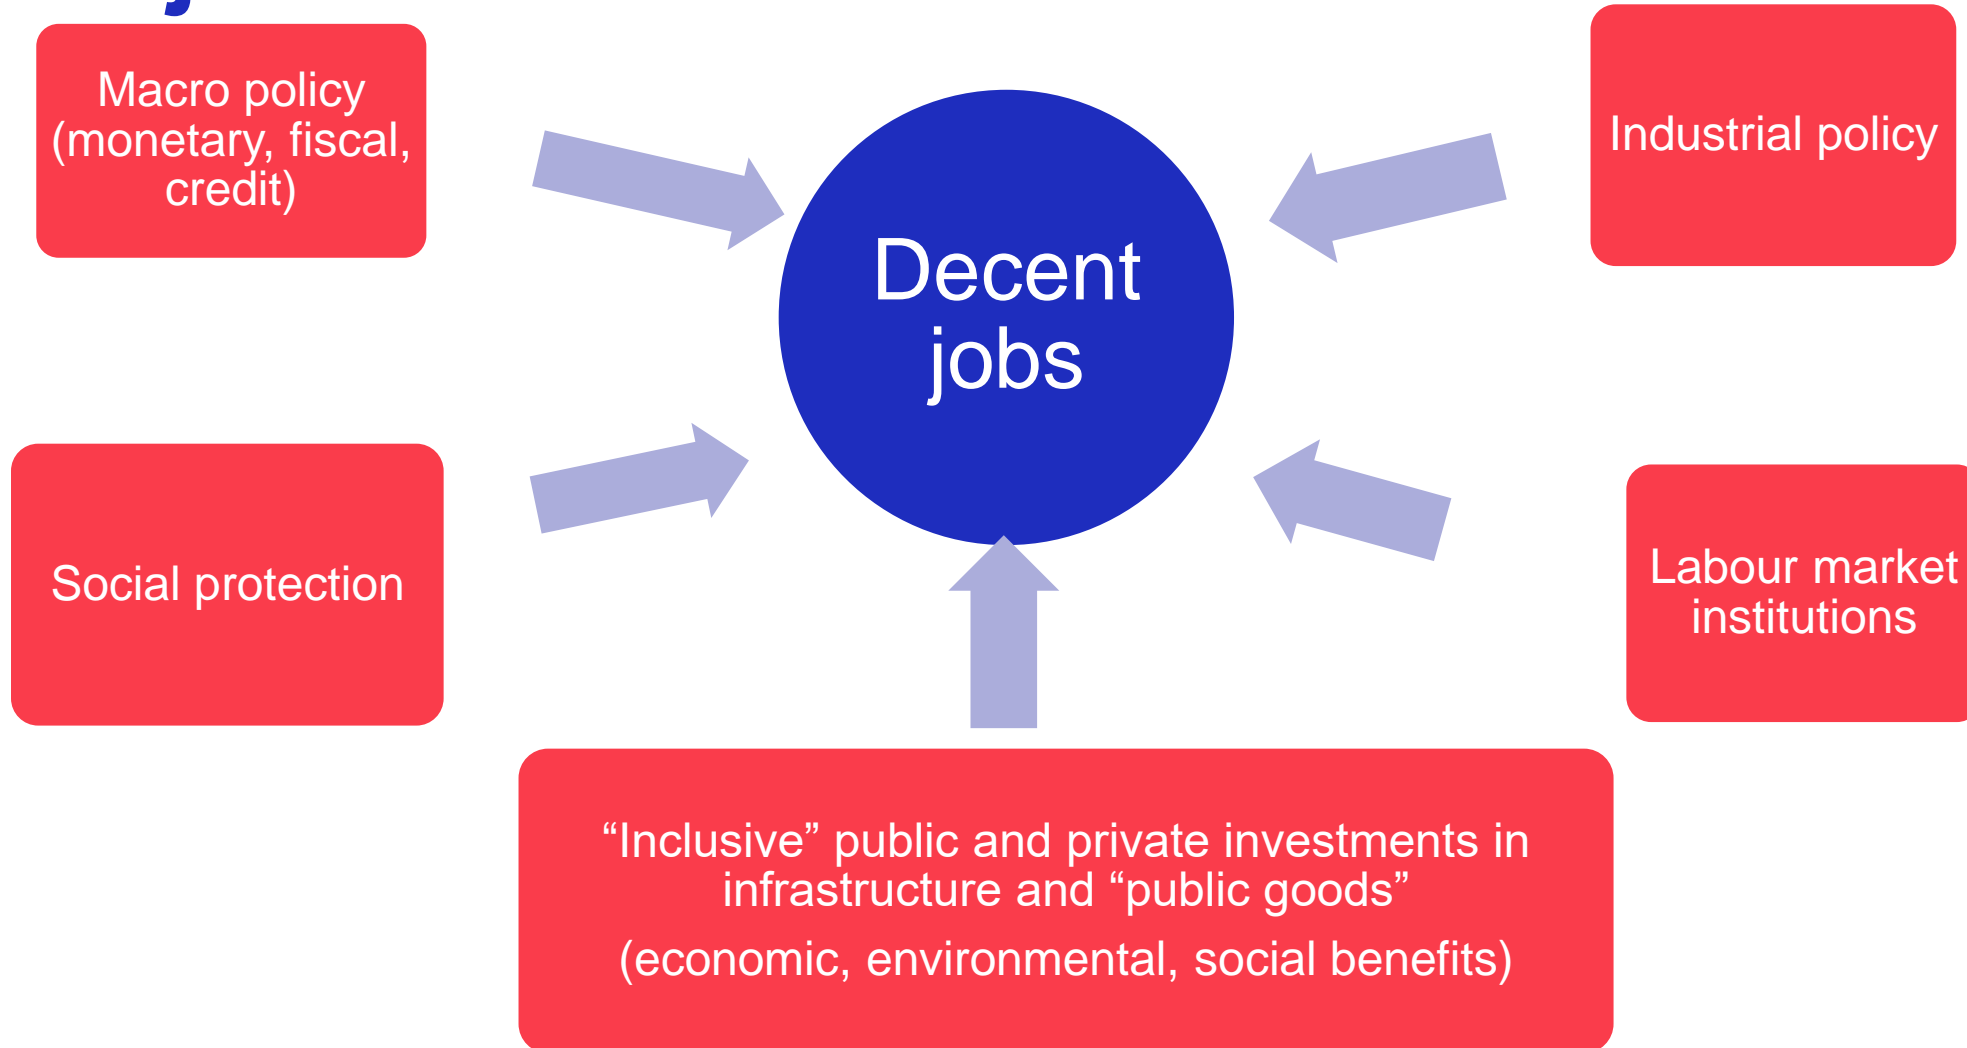 Macro policy
(monetary, fiscal,
credit)
Industrial policy
Decent
jobs
Social protection
Labour market
institutions
“Inclusive” public and private investments in
infrastructure and “public goods”
(economic, environmental, social benefits)